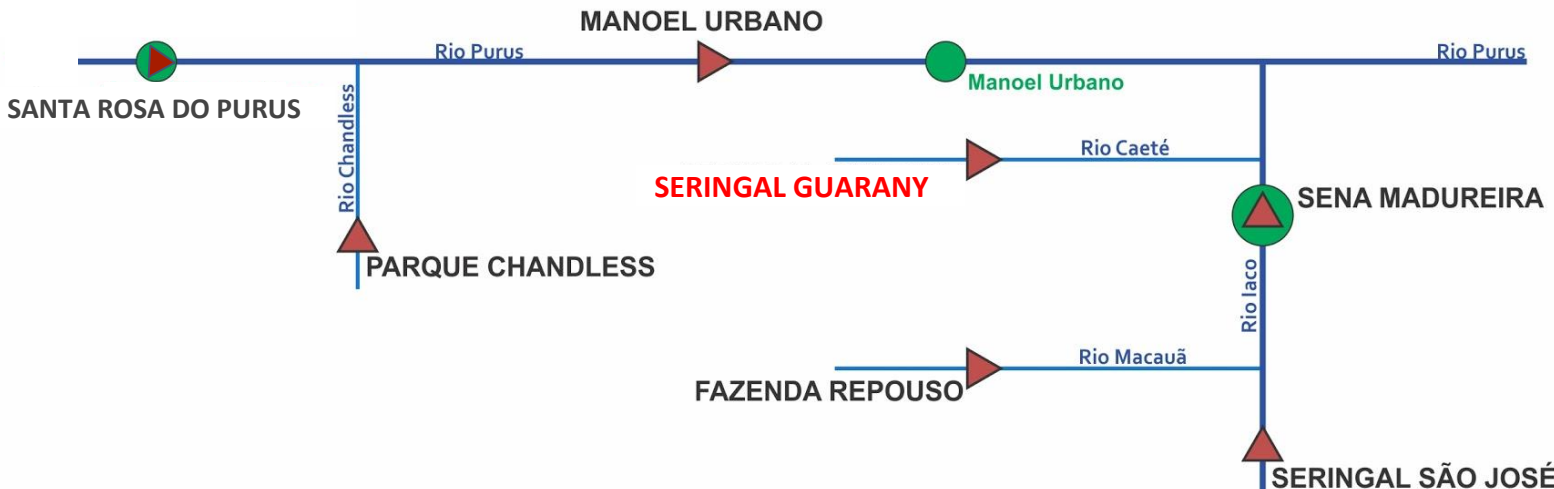 MANOEL URBANO
Rio Purus
Rio Purus
Manoel Urbano
SANTA ROSA DO PURUS
Rio Chandless
Rio Caeté
SERINGAL GUARANY
SENA MADUREIRA
PARQUE CHANDLESS
Rio Iaco
Rio Macauã
FAZENDA REPOUSO
SERINGAL SÃO JOSÉ